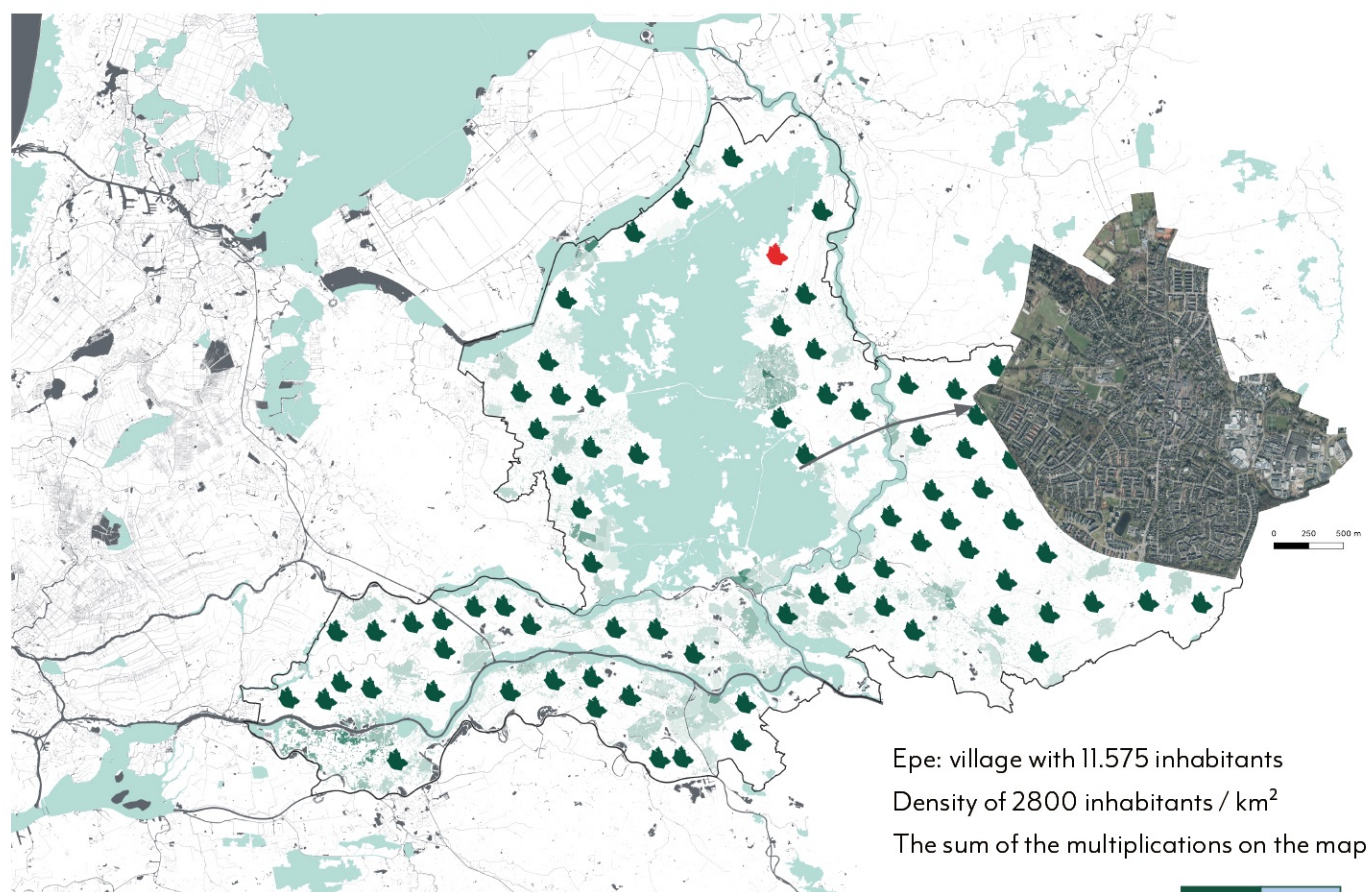 0 250 500 m
Epe: village with 11.575 inhabitants
Density of 2800 inhabitants / km²
The sum of the multiplications on the map